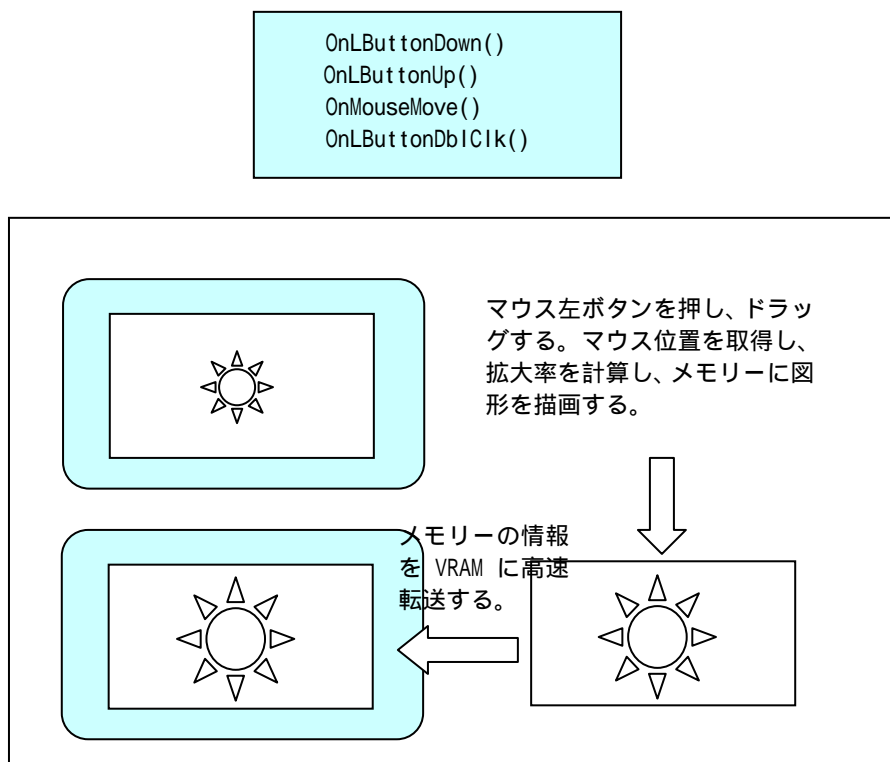 OnLButtonDown()
OnLButtonUp()
OnMouseMove()
OnLButtonDblClk()
マウス左ボタンを押し、ドラッ
グする。マウス位置を取得し、
拡大率を計算し、メモリーに図
形を描画する。
メモリーの情報
を VRAM に高速
転送する。